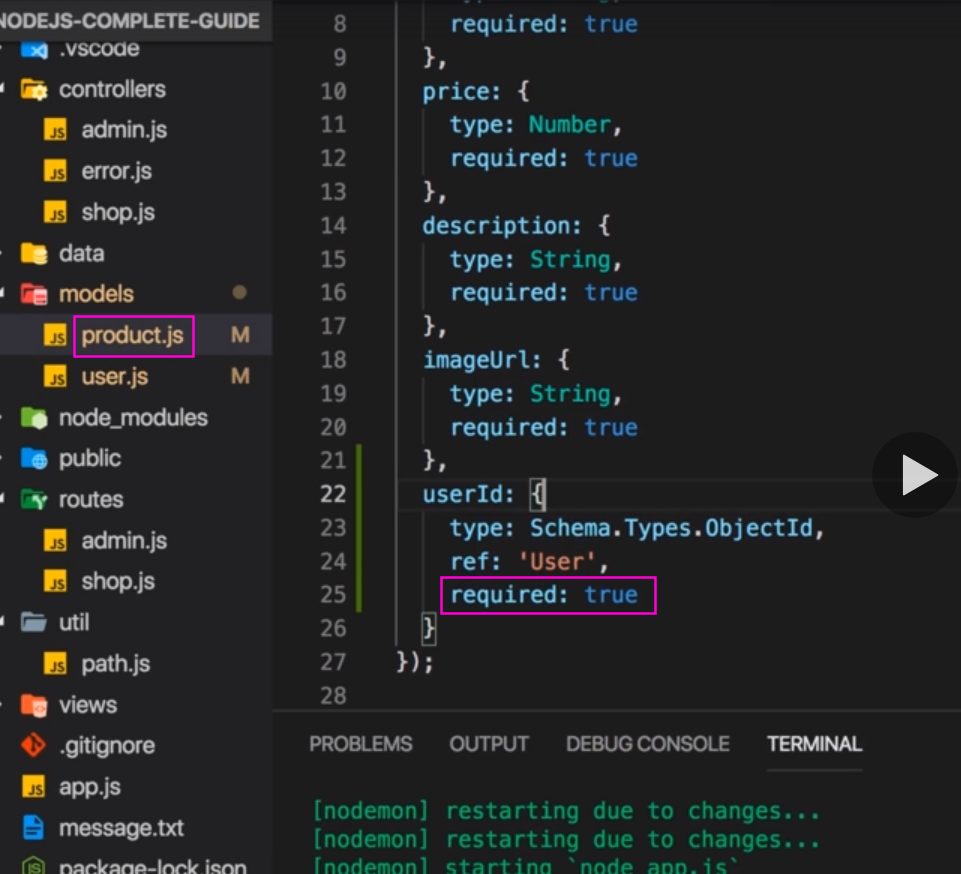 NODEJS-COMPLETE-GUIDE
.vscode
controllers
admin.js
error.js
shop.js
data
models
product.js M
user.js M
node_modules
public
routes
admin.js
shop.js
util
path.js
views
.gitignore
app.js
message.txt
package-lock.json
8 required: true
9 },
10 price: {
11 type: Number,
12 required: true
13 },
14 description: {
15 type: String,
16 required: true
17 },
18 imageUrl: {
19 type: String,
20 required: true
21 },
22 userId: {
23 type: Schema.Types.ObjectId,
24 ref: 'User',
25 required: true
26 }
27 });
28
PROBLEMS OUTPUT DEBUG CONSOLE TERMINAL
[nodemon] restarting due to changes...
[nodemon] restarting due to changes...
[nodemon] starting `node app.js`